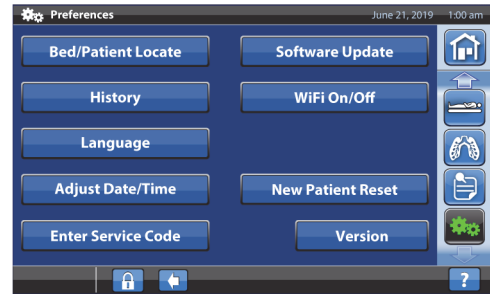 Preferences June 21, 2019 1:00 am
Bed/Patient Locate Software Update
History WiFi On/Off
Language
Adjust Date/Time New Patient Reset
Enter Service Code Version
?